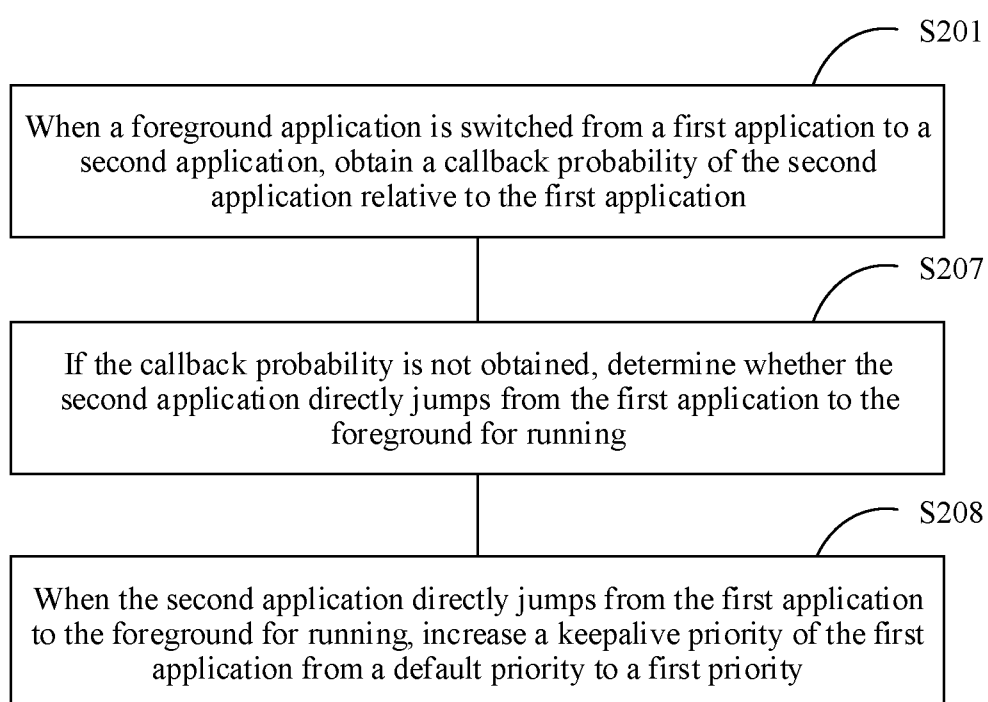 S201
When a foreground application is switched from a first application to a
second application, obtain a callback probability of the second
application relative to the first application
S207
If the callback probability is not obtained, determine whether the
second application directly jumps from the first application to the
foreground for running
S208
When the second application directly jumps from the first application
to the foreground for running, increase a keepalive priority of the first
application from a default priority to a first priority